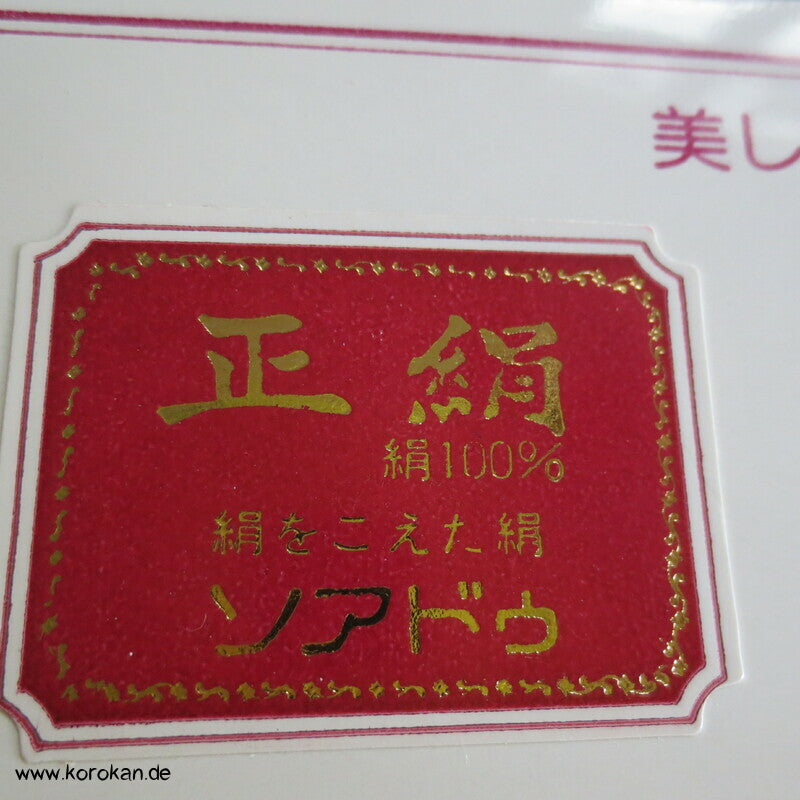 美し
正絹
絹100%
絹をこえた絹
ソアドゥ
www.korokan.de